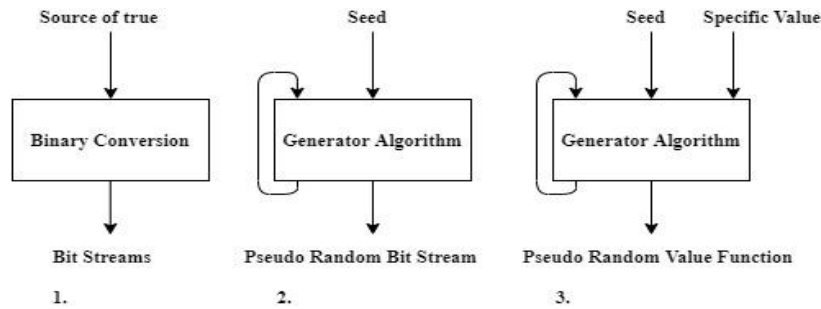 Source of true
Seed
Seed
Specific Value
Binary Conversion
Generator Algorithm
Generator Algorithm
Bit Streams
Pseudo Random Bit Stream
Pseudo Random Value Function
1.
2.
3.